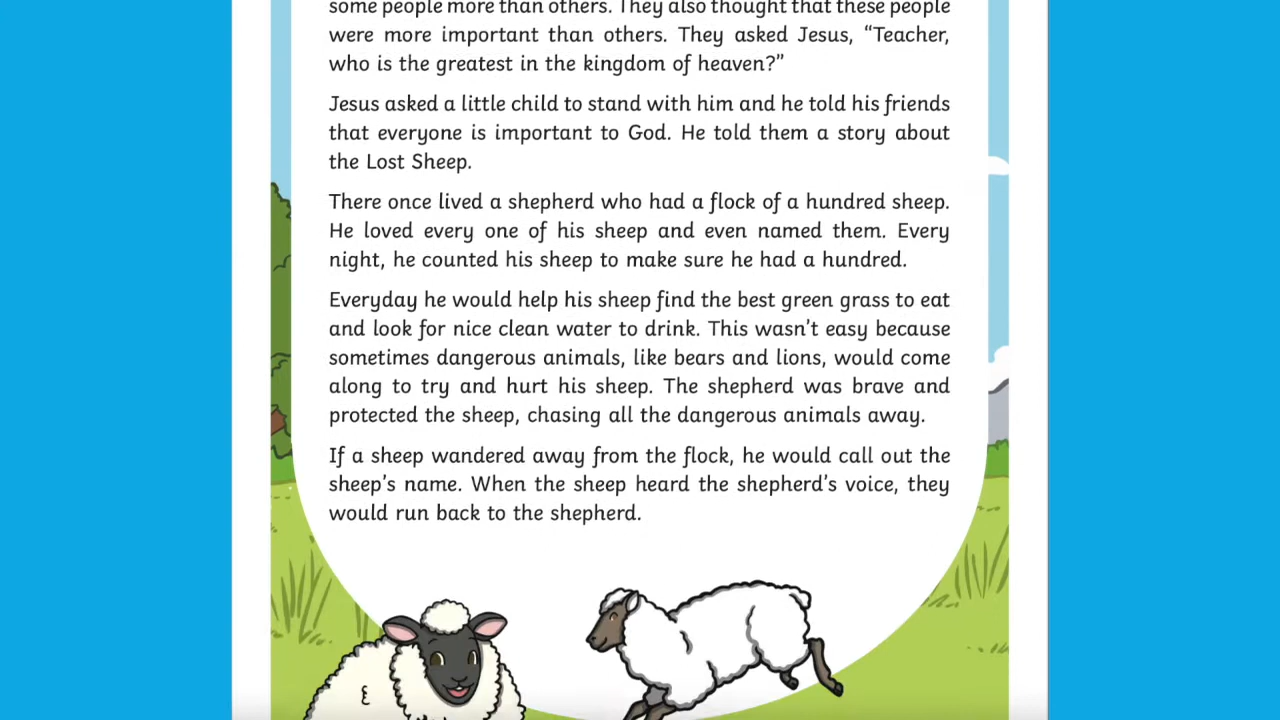 some people more than others. They also thought that these people
were more important than others. They asked Jesus, “Teacher,
who is the greatest in the kingdom of heaven?”
Jesus asked a little child to stand with him and he told his friends
that everyone is important to God. He told them a story about
the Lost Sheep.
There once lived a shepherd who had a flock of a hundred sheep.
He loved every one of his sheep and even named them. Every
night, he counted his sheep to make sure he had a hundred.
Everyday he would help his sheep find the best green grass to eat
and look for nice clean water to drink. This wasn’t easy because
sometimes dangerous animals, like bears and lions, would come
along to try and hurt his sheep. The shepherd was brave and
protected the sheep, chasing all the dangerous animals away.
If a sheep wandered away from the flock, he would call out the
sheep’s name. When the sheep heard the shepherd’s voice, they
would run back to the shepherd.